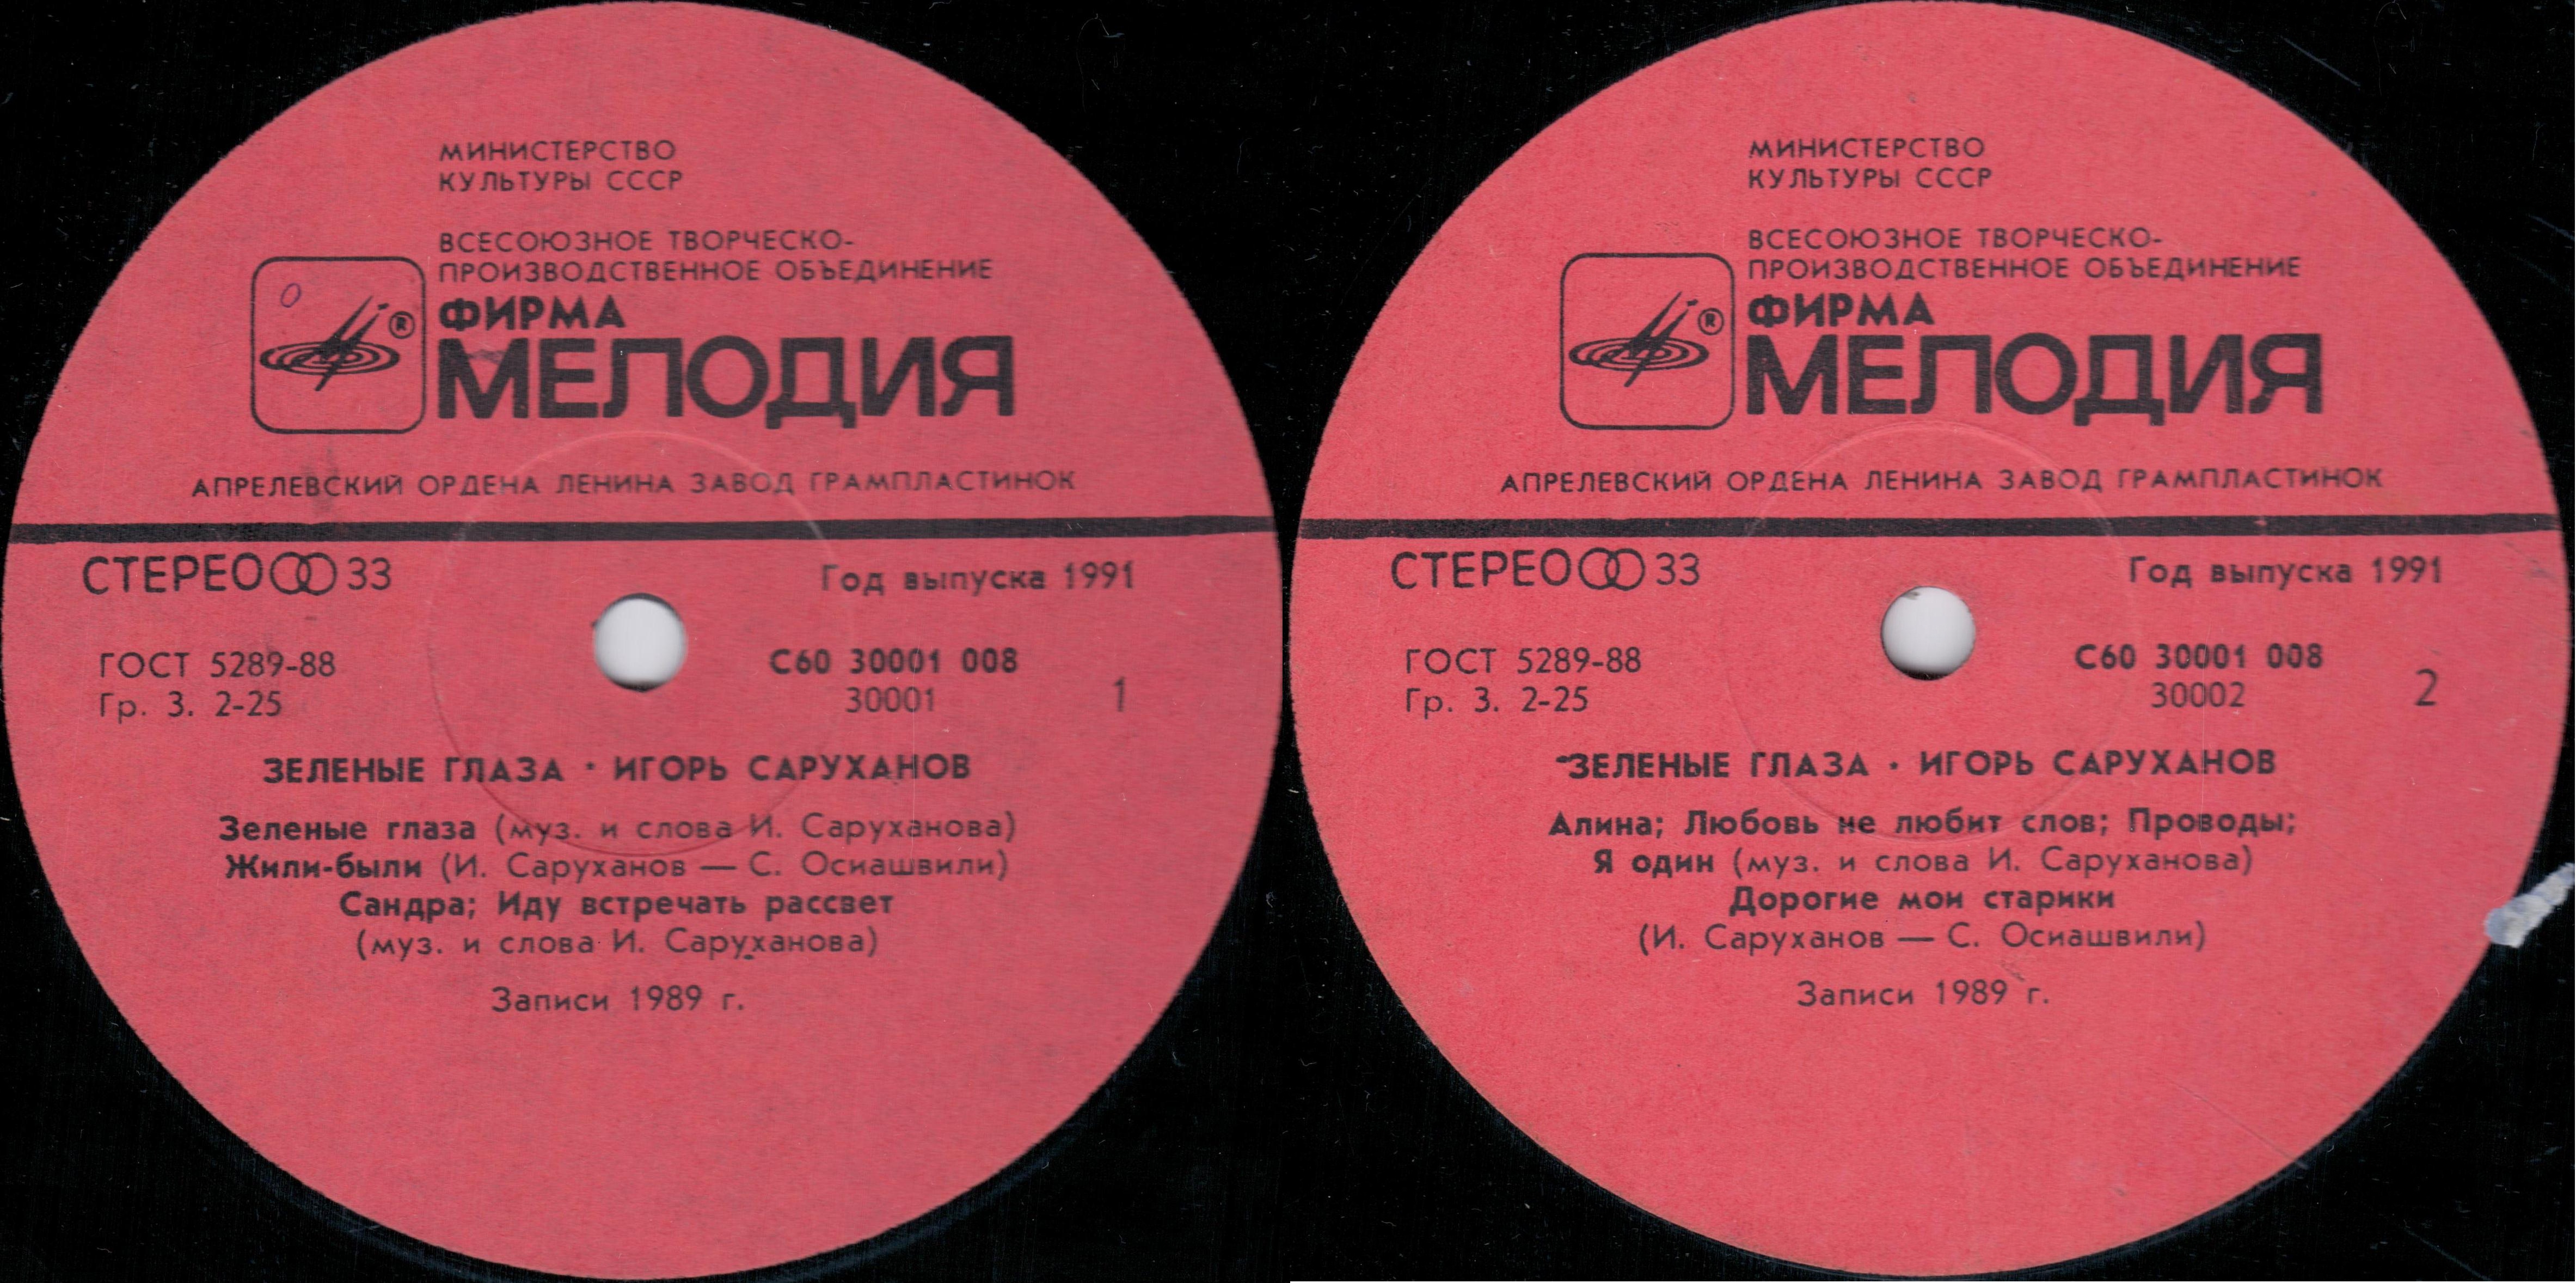 МИНИСТЕРСТВО
КУЛЬТУРЫ СССР
ВСЕСОЮЗНОЕ ТВОРЧЕСКО-
ПРОИЗВОДСТВЕННОЕ ОБЪЕДИНЕНИЕ
®
ФИРМА
МЕЛОДИЯ
АПРЕЛЕВСКИЙ ОРДЕНА ЛЕНИНА ЗАВОД ГРАМПЛАСТИНОК
СТЕРЕО 33
Год выпуска 1991
ГОСТ 5289-88
Гр. 3. 2-25
С60 30001 008
30001
1
ЗЕЛЕНЫЕ ГЛАЗА · ИГОРЬ САРУХАНОВ
Зеленые глаза (муз. и слова И. Саруханова)
Жили-были (И. Саруханов — С. Осиашвили)
Сандра; Иду встречать рассвет
(муз. и слова И. Саруханова)
Записи 1989 г.
МИНИСТЕРСТВО
КУЛЬТУРЫ СССР
ВСЕСОЮЗНОЕ ТВОРЧЕСКО-
ПРОИЗВОДСТВЕННОЕ ОБЪЕДИНЕНИЕ
®
ФИРМА
МЕЛОДИЯ
АПРЕЛЕВСКИЙ ОРДЕНА ЛЕНИНА ЗАВОД ГРАМПЛАСТИНОК
СТЕРЕО 33
Год выпуска 1991
ГОСТ 5289-88
Гр. 3. 2-25
С60 30001 008
30002
2
ЗЕЛЕНЫЕ ГЛАЗА · ИГОРЬ САРУХАНОВ
Алина; Любовь не любит слов; Проводы;
Я один (муз. и слова И. Саруханова)
Дорогие мои старики
(И. Саруханов — С. Осиашвили)
Записи 1989 г.